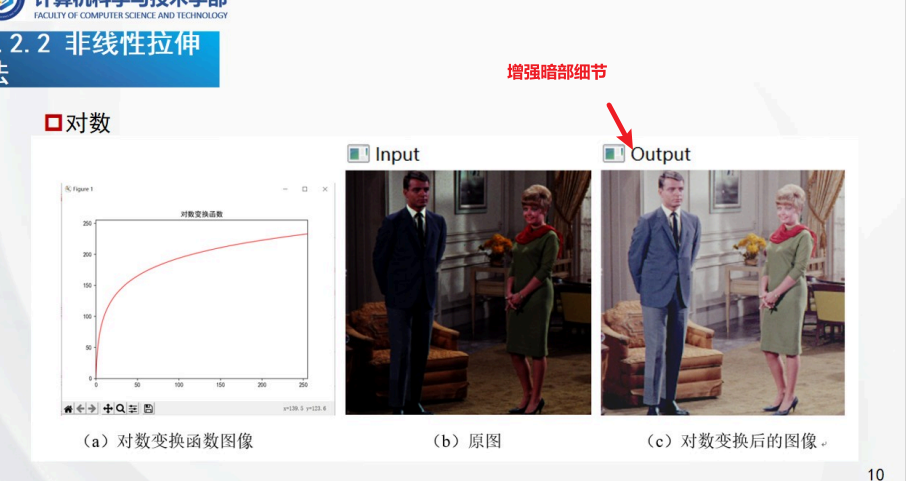 计算机科学与技术学部
FACULTY OF COMPUTER SCIENCE AND TECHNOLOGY
.2.2 非线性拉伸
法
增强暗部细节
对数
Input
Output
Figure 1
对数变换函数
250
200
150
100
50
0
0 50 100 150 200 250
x=139.5 y=123.6
（a）对数变换函数图像
（b）原图
（c）对数变换后的图像
10